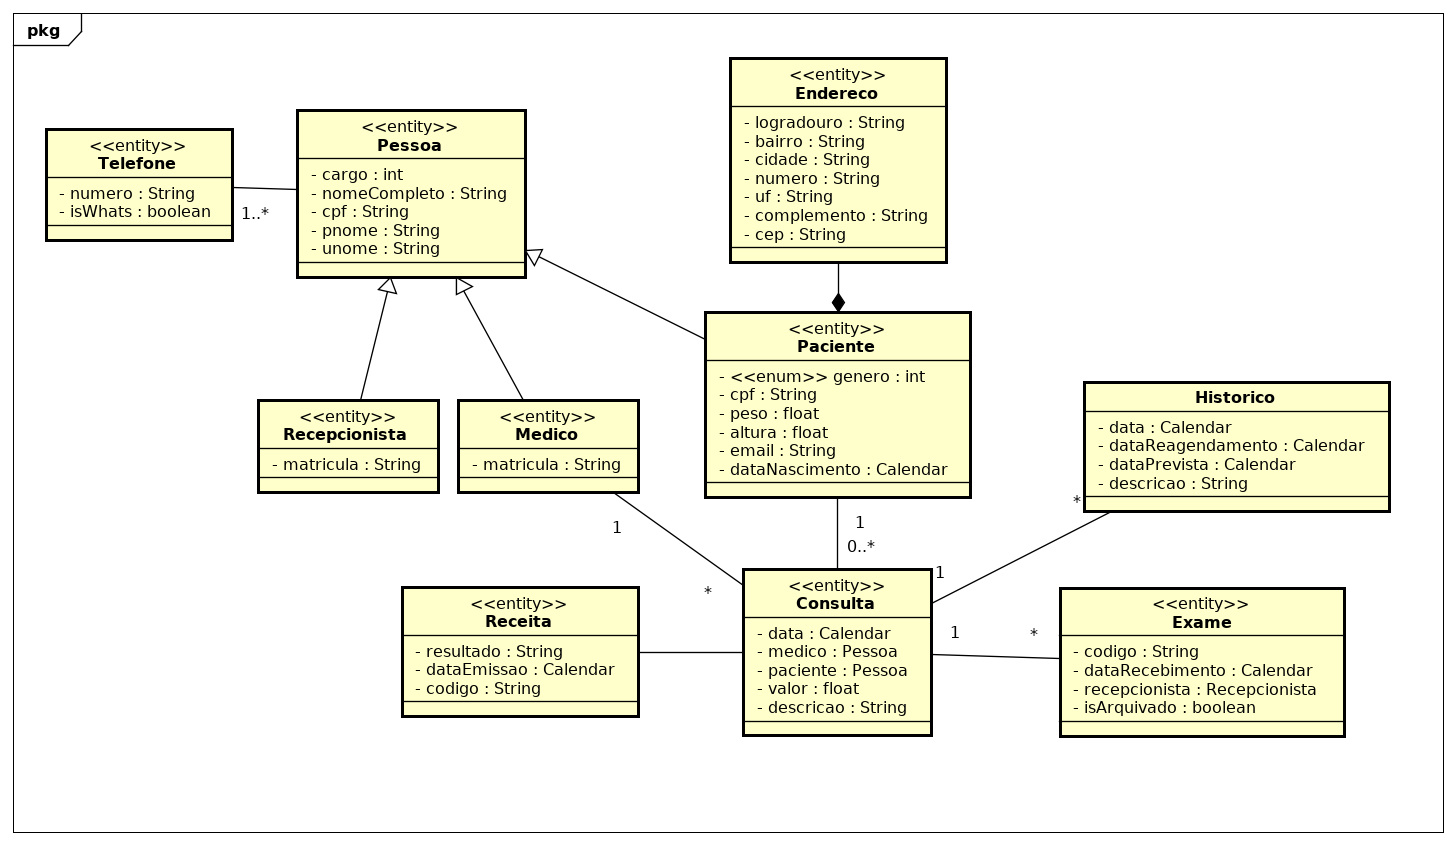 pkg
<<entity>>
Telefone
- numero : String
- isWhats : boolean
1..*
<<entity>>
Pessoa
- cargo : int
- nomeCompleto : String
- cpf : String
- pnome : String
- unome : String
<<entity>>
Endereco
- logradouro : String
- bairro : String
- cidade : String
- numero : String
- uf : String
- complemento : String
- cep : String
<<entity>>
Recepcionista
- matricula : String
<<entity>>
Medico
- matricula : String
<<entity>>
Paciente
- <<enum>> genero : int
- cpf : String
- peso : float
- altura : float
- email : String
- dataNascimento : Calendar
Historico
- data : Calendar
- dataReagendamento : Calendar
- dataPrevista : Calendar
- descricao : String
*
1
1
0..*
1
*
<<entity>>
Receita
- resultado : String
- dataEmissao : Calendar
- codigo : String
<<entity>>
Consulta
- data : Calendar
- medico : Pessoa
- paciente : Pessoa
- valor : float
- descricao : String
1
*
<<entity>>
Exame
- codigo : String
- dataRecebimento : Calendar
- recepcionista : Recepcionista
- isArquivado : boolean